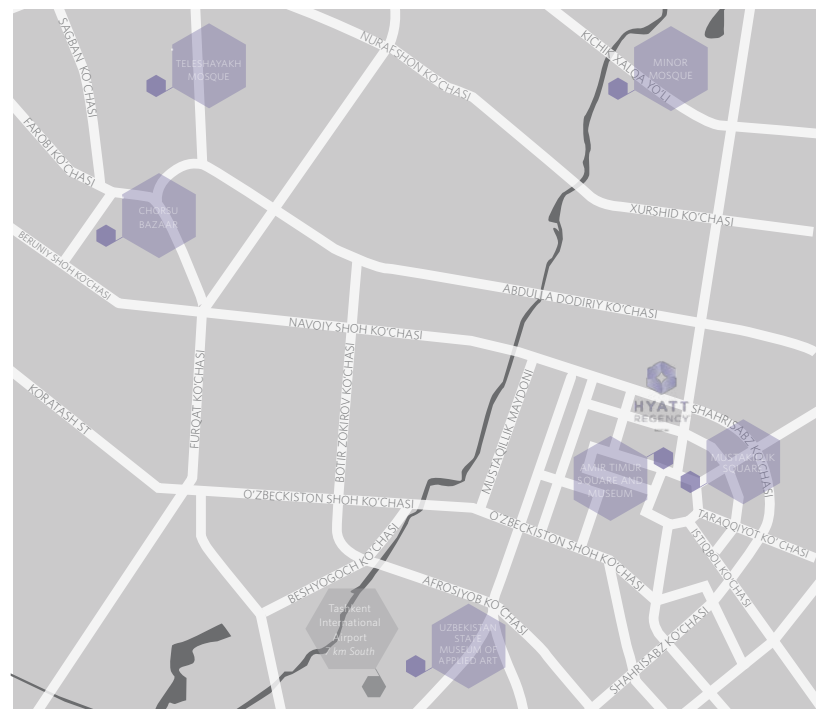 SAGBAN KO'CHASI
TELESHAYAKH
MOSQUE
NURAFSHON KO'CHASI
KICHIK XALQA YO'LI
MINOR
MOSQUE
FAROBI KO'CHASI
CHORSU
BAZAAR
XURSHID KO'CHASI
BERUNIY SHOH KO'CHASI
ABDULLA DODIRIY KO'CHASI
NAVOIY SHOH KO'CHASI
FURQAT KO'CHASI
BOTIR ZOKIROV KO'CHASI
MUSTAQILLIK MAYDONI
HYATT
REGENCY
SHAHRISABZ KO'CHASI
KORATASH ST
AMIR TIMUR
SQUARE AND
MUSEUM
MUSTAKILLIK
SQUARE
O'ZBECKISTON SHOH KO'CHASI
O'ZBECKISTON SHOH KO'CHASI
TARAQQIYOT KO'CHASI
ISTIQBOL KO'CHASI
BESHYOGOCH KO'CHASI
AFROSIYOB KO'CHASI
Tashkent
International
Airport
7 km South
UZBEKISTAN
STATE
MUSEUM OF
APPLIED ART
SHAHRISABZ KO'CHASI